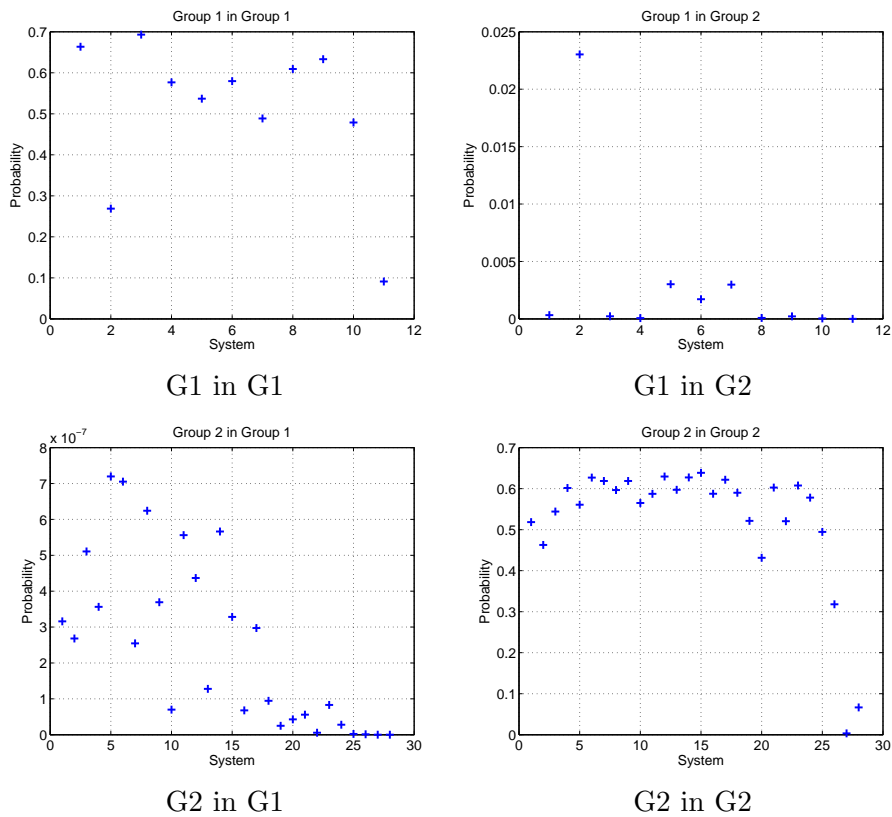 Group 1 in Group 1
0.7
0.6
0.5
0.4
0.3
0.2
0.1
0
Probability
0 2 4 6 8 10 12
System
G1 in G1
Group 1 in Group 2
0.025
0.02
0.015
0.01
0.005
0
Probability
0 2 4 6 8 10 12
System
G1 in G2
Group 2 in Group 1
x 10−7
8
7
6
5
4
3
2
1
0
Probability
0 5 10 15 20 25 30
System
G2 in G1
Group 2 in Group 2
0.7
0.6
0.5
0.4
0.3
0.2
0.1
0
Probability
0 5 10 15 20 25 30
System
G2 in G2